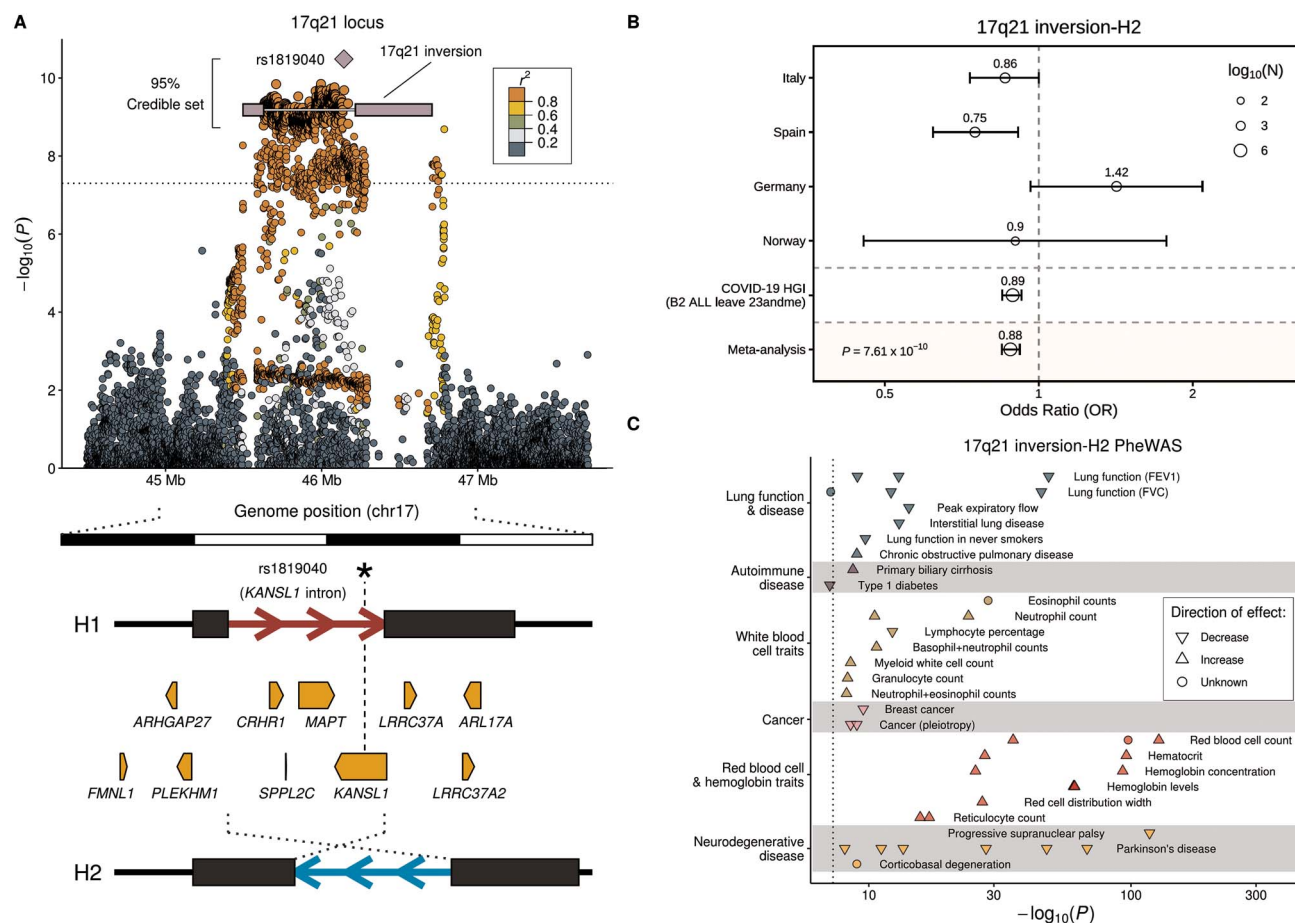 A
17q21 locus
rs1819040
17q21 inversion
95%
Credible set
r²
0.8
0.6
0.4
0.2
10
8
6
4
2
0
−log₁₀(P)
45 Mb
46 Mb
47 Mb
Genome position (chr17)
rs1819040
(KANSL1 intron)
*
H1
ARHGAP27
CRHR1
MAPT
LRRC37A
ARL17A
FMNL1
PLEKHM1
SPPL2C
KANSL1
LRRC37A2
H2
B
17q21 inversion-H2
Italy
0.86
Spain
0.75
Germany
1.42
Norway
0.9
COVID-19 HGI
(B2 ALL leave 23andme)
0.89
Meta-analysis
P = 7.61 x 10⁻¹⁰
0.88
log₁₀(N)
2
3
6
0.5
1
2
Odds Ratio (OR)
C
17q21 inversion-H2 PheWAS
Lung function
& disease
Lung function (FEV1)
Lung function (FVC)
Peak expiratory flow
Interstitial lung disease
Lung function in never smokers
Chronic obstructive pulmonary disease
Autoimmune
disease
Primary biliary cirrhosis
Type 1 diabetes
White blood
cell traits
Eosinophil counts
Neutrophil count
Lymphocyte percentage
Basophil+neutrophil counts
Myeloid white cell count
Granulocyte count
Neutrophil+eosinophil counts
Direction of effect:
Decrease
Increase
Unknown
Cancer
Breast cancer
Cancer (pleiotropy)
Red blood cell
& hemoglobin traits
Red blood cell count
Hematocrit
Hemoglobin concentration
Hemoglobin levels
Red cell distribution width
Reticulocyte count
Neurodegenerative
disease
Progressive supranuclear palsy
Parkinson's disease
Corticobasal degeneration
10
30
100
300
−log₁₀(P)